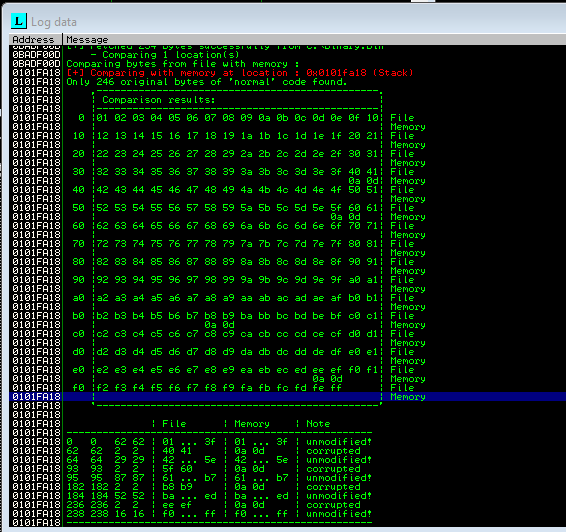 Log data
Address Message
0BADF00D [+] Fetched 254 bytes successfully from C:\binary.bin
0BADF00D - Comparing 1 location(s)
0BADF00D Comparing bytes from file with memory :
0101FA18 [+] Comparing with memory at location : 0x0101fa18 (Stack)
0101FA18 Only 246 original bytes of "normal" code found.
0101FA18 ,-----------------------------------------------.
0101FA18 | Comparison results: |
0101FA18 |-----------------------------------------------|
0101FA18 0 |01 02 03 04 05 06 07 08 09 0a 0b 0c 0d 0e 0f 10| File
0101FA18 | | Memory
0101FA18 10 |12 13 14 15 16 17 18 19 1a 1b 1c 1d 1e 1f 20 21| File
0101FA18 | | Memory
0101FA18 20 |22 23 24 25 26 27 28 29 2a 2b 2c 2d 2e 2f 30 31| File
0101FA18 | | Memory
0101FA18 30 |32 33 34 35 36 37 38 39 3a 3b 3c 3d 3e 3f 40 41| File
0101FA18 | 0a 0d| Memory
0101FA18 40 |42 43 44 45 46 47 48 49 4a 4b 4c 4d 4e 4f 50 51| File
0101FA18 | | Memory
0101FA18 50 |52 53 54 55 56 57 58 59 5a 5b 5c 5d 5e 5f 60 61| File
0101FA18 | 0a 0d | Memory
0101FA18 60 |62 63 64 65 66 67 68 69 6a 6b 6c 6d 6e 6f 70 71| File
0101FA18 | | Memory
0101FA18 70 |72 73 74 75 76 77 78 79 7a 7b 7c 7d 7e 7f 80 81| File
0101FA18 | | Memory
0101FA18 80 |82 83 84 85 86 87 88 89 8a 8b 8c 8d 8e 8f 90 91| File
0101FA18 | | Memory
0101FA18 90 |92 93 94 95 96 97 98 99 9a 9b 9c 9d 9e 9f a0 a1| File
0101FA18 | | Memory
0101FA18 a0 |a2 a3 a4 a5 a6 a7 a8 a9 aa ab ac ad ae af b0 b1| File
0101FA18 | | Memory
0101FA18 b0 |b2 b3 b4 b5 b6 b7 b8 b9 ba bb bc bd be bf c0 c1| File
0101FA18 | 0a 0d | Memory
0101FA18 c0 |c2 c3 c4 c5 c6 c7 c8 c9 ca cb cc cd ce cf d0 d1| File
0101FA18 | | Memory
0101FA18 d0 |d2 d3 d4 d5 d6 d7 d8 d9 da db dc dd de df e0 e1| File
0101FA18 | | Memory
0101FA18 e0 |e2 e3 e4 e5 e6 e7 e8 e9 ea eb ec ed ee ef f0 f1| File
0101FA18 | 0a 0d | Memory
0101FA18 f0 |f2 f3 f4 f5 f6 f7 f8 f9 fa fb fc fd fe ff | File
0101FA18 | | Memory
0101FA18 `-----------------------------------------------'
0101FA18
0101FA18 | File | Memory | Note
0101FA18 -----------------------------------------------
0101FA18 0 0 62 62 | 01 ... 3f | 01 ... 3f | unmodified!
0101FA18 62 62 2 2 | 40 41 | 0a 0d | corrupted
0101FA18 64 64 29 29 | 42 ... 5e | 42 ... 5e | unmodified!
0101FA18 93 93 2 2 | 5f 60 | 0a 0d | corrupted
0101FA18 95 95 87 87 | 61 ... b7 | 61 ... b7 | unmodified!
0101FA18 182 182 2 2 | b8 b9 | 0a 0d | corrupted
0101FA18 184 184 52 52 | ba ... ed | ba ... ed | unmodified!
0101FA18 236 236 2 2 | ee ef | 0a 0d | corrupted
0101FA18 238 238 16 16 | f0 ... ff | f0 ... ff | unmodified!
0101FA18 -----------------------------------------------